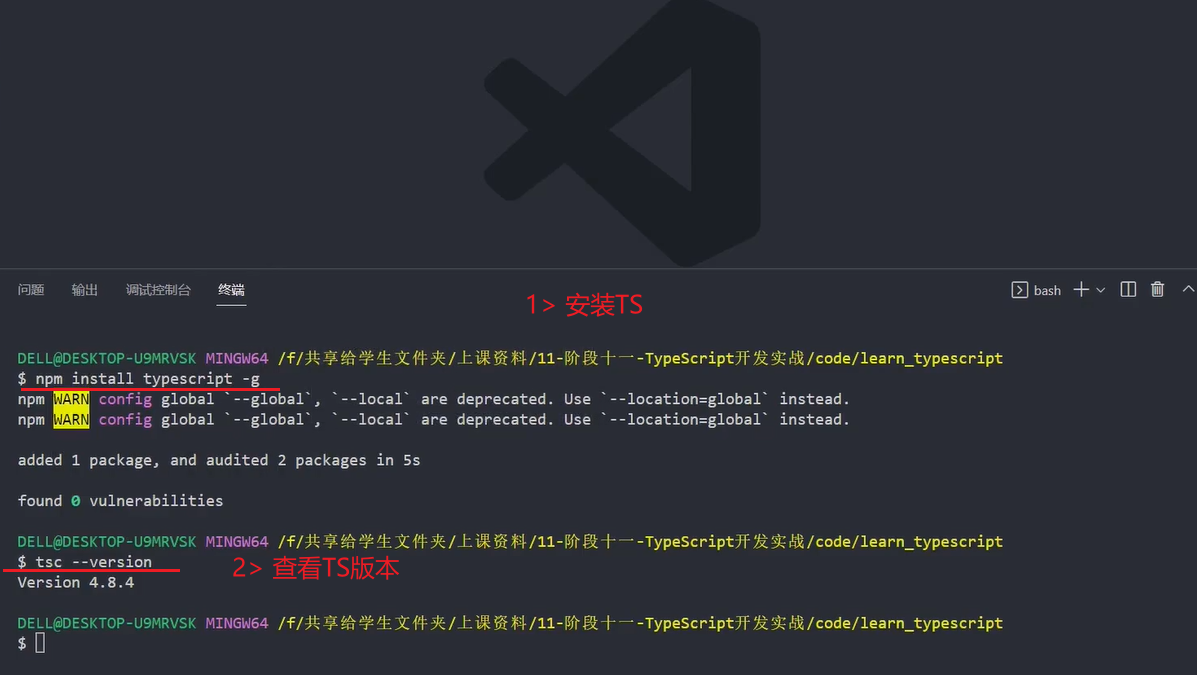 问题 输出 调试控制台 终端 bash
1> 安装TS
DELL@DESKTOP-U9MRVSK MINGW64 /f/共享给学生文件夹/上课资料/11-阶段十一-TypeScript开发实战/code/learn_typescript
$ npm install typescript -g
npm WARN config global `--global`, `--local` are deprecated. Use `--location=global` instead.
npm WARN config global `--global`, `--local` are deprecated. Use `--location=global` instead.
added 1 package, and audited 2 packages in 5s
found 0 vulnerabilities
DELL@DESKTOP-U9MRVSK MINGW64 /f/共享给学生文件夹/上课资料/11-阶段十一-TypeScript开发实战/code/learn_typescript
$ tsc --version
2> 查看TS版本
Version 4.8.4
DELL@DESKTOP-U9MRVSK MINGW64 /f/共享给学生文件夹/上课资料/11-阶段十一-TypeScript开发实战/code/learn_typescript
$